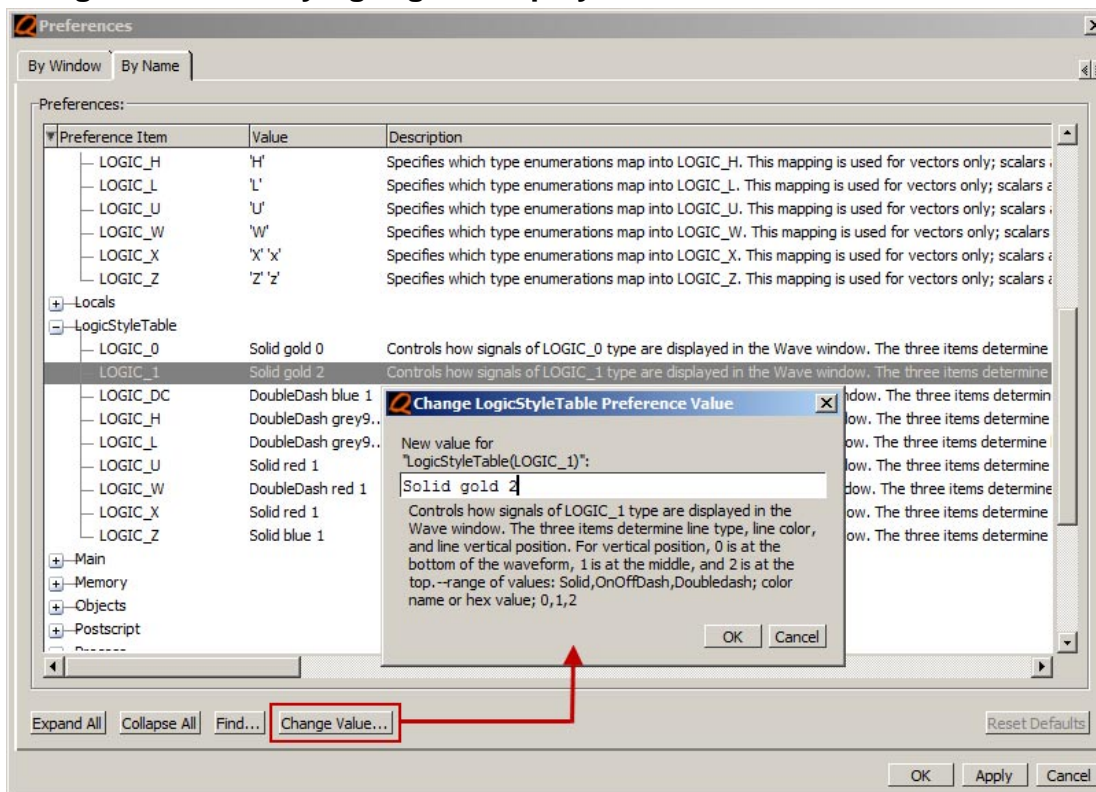 Preferences
By Window By Name
Preferences:
Preference Item Value Description
LOGIC_H 'H' Specifies which type enumerations map into LOGIC_H. This mapping is used for vectors only; scalars
LOGIC_L 'L' Specifies which type enumerations map into LOGIC_L. This mapping is used for vectors only; scalars
LOGIC_U 'U' Specifies which type enumerations map into LOGIC_U. This mapping is used for vectors only; scalars
LOGIC_W 'W' Specifies which type enumerations map into LOGIC_W. This mapping is used for vectors only; scalars
LOGIC_X 'X' 'x' Specifies which type enumerations map into LOGIC_X. This mapping is used for vectors only; scalars
LOGIC_Z 'Z' 'z' Specifies which type enumerations map into LOGIC_Z. This mapping is used for vectors only; scalars
Locals
LogicStyleTable
LOGIC_0 Solid gold 0 Controls how signals of LOGIC_0 type are displayed in the Wave window. The three items determine
LOGIC_1 Solid gold 2 Controls how signals of LOGIC_1 type are displayed in the Wave window. The three items determine
LOGIC_DC DoubleDash blue 1 The three items determin
LOGIC_H DoubleDash grey9.. The three items determine
LOGIC_L DoubleDash grey9.. The three items determine
LOGIC_U Solid red 1 The three items determine
LOGIC_W DoubleDash red 1 The three items determine
LOGIC_X Solid red 1 The three items determine
LOGIC_Z Solid blue 1 The three items determine
Main
Memory
Objects
Postscript
Change LogicStyleTable Preference Value
New value for
"LogicStyleTable(LOGIC_1)":
Solid gold 2
Controls how signals of LOGIC_1 type are displayed in the
Wave window. The three items determine line type, line color,
and line vertical position. For vertical position, 0 is at the
bottom of the waveform, 1 is at the middle, and 2 is at the
top.--range of values: Solid,OnOffDash,Doubledash; color
name or hex value; 0,1,2
OK Cancel
Expand All Collapse All Find... Change Value... Reset Defaults
OK Apply Cancel